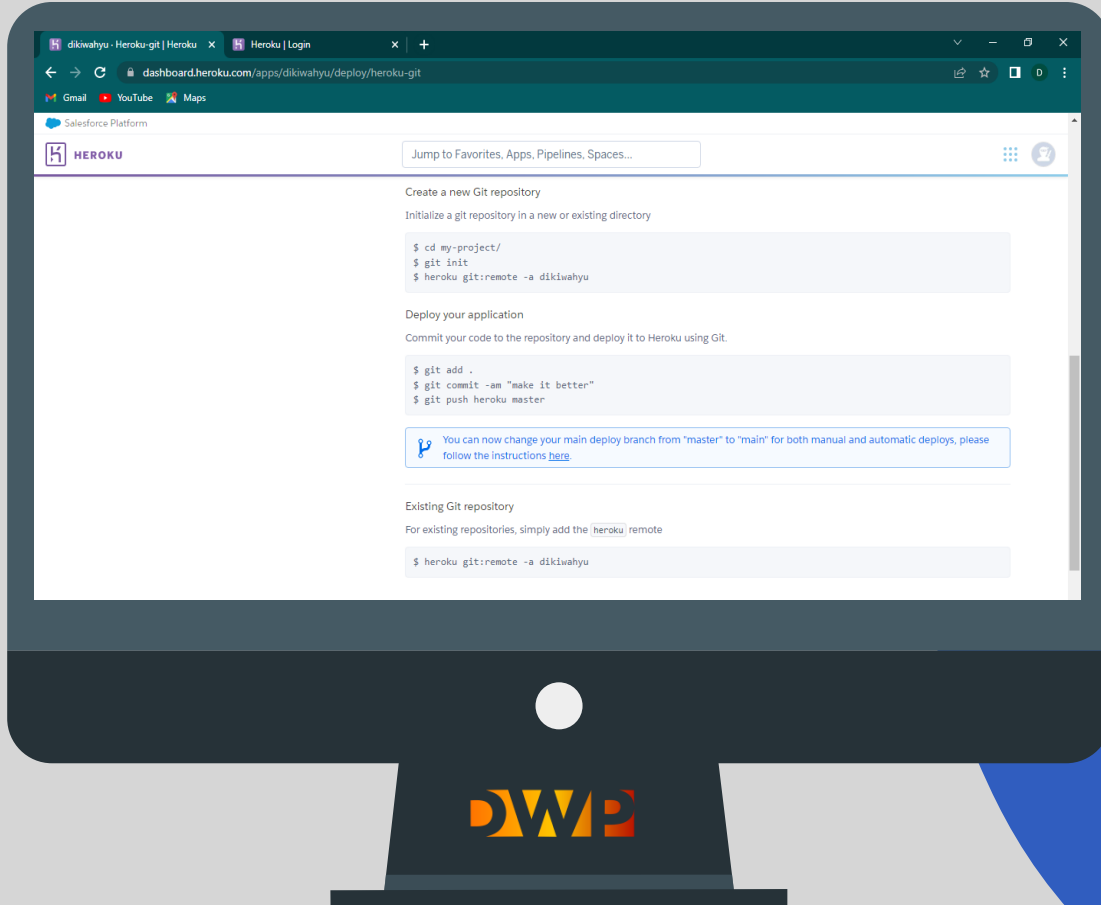 dikiwahyu · Heroku-git | Heroku
Heroku | Login
dashboard.heroku.com/apps/dikiwahyu/deploy/heroku-git
D
Gmail YouTube Maps
Salesforce Platform
HEROKU
Jump to Favorites, Apps, Pipelines, Spaces...
Create a new Git repository
Initialize a git repository in a new or existing directory
$ cd my-project/
$ git init
$ heroku git:remote -a dikiwahyu
Deploy your application
Commit your code to the repository and deploy it to Heroku using Git.
$ git add .
$ git commit -am "make it better"
$ git push heroku master
You can now change your main deploy branch from "master" to "main" for both manual and automatic deploys, please
follow the instructions here.
Existing Git repository
For existing repositories, simply add the heroku remote
$ heroku git:remote -a dikiwahyu
DWP